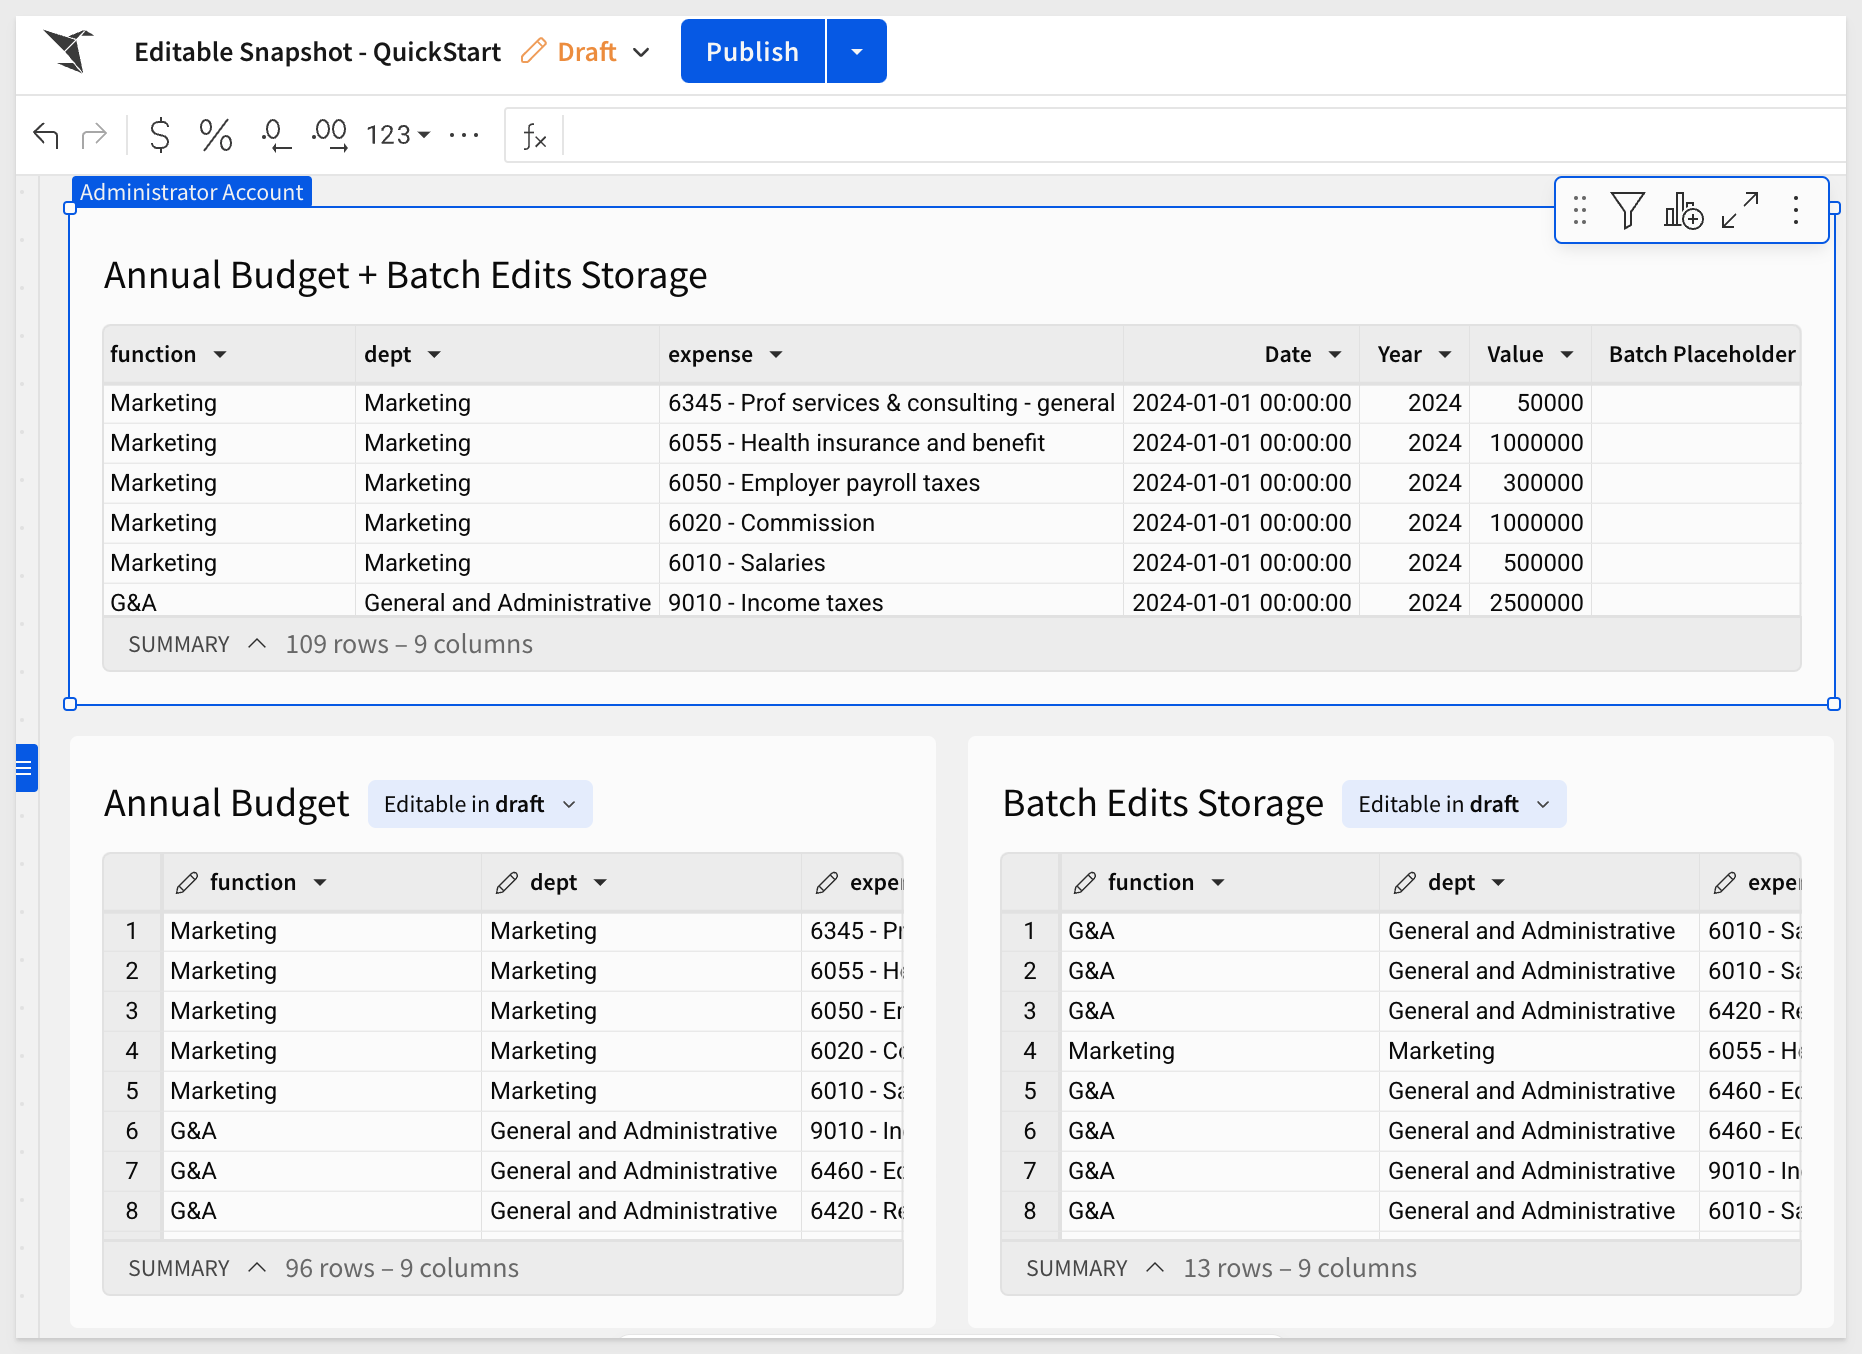 Editable Snapshot - QuickStart Draft Publish
$ % .0 .00 123 ... fx
Administrator Account
Annual Budget + Batch Edits Storage
function dept expense Date Year Value Batch Placeholder
Marketing Marketing 6345 - Prof services & consulting - general 2024-01-01 00:00:00 2024 50000
Marketing Marketing 6055 - Health insurance and benefit 2024-01-01 00:00:00 2024 1000000
Marketing Marketing 6050 - Employer payroll taxes 2024-01-01 00:00:00 2024 300000
Marketing Marketing 6020 - Commission 2024-01-01 00:00:00 2024 1000000
Marketing Marketing 6010 - Salaries 2024-01-01 00:00:00 2024 500000
G&A General and Administrative 9010 - Income taxes 2024-01-01 00:00:00 2024 2500000
SUMMARY 109 rows – 9 columns
Annual Budget Editable in draft
function dept exper
1 Marketing Marketing 6345 - Pr
2 Marketing Marketing 6055 - He
3 Marketing Marketing 6050 - Em
4 Marketing Marketing 6020 - Co
5 Marketing Marketing 6010 - Sa
6 G&A General and Administrative 9010 - In
7 G&A General and Administrative 6460 - Ec
8 G&A General and Administrative 6420 - Re
SUMMARY 96 rows – 9 columns
Batch Edits Storage Editable in draft
function dept exper
1 G&A General and Administrative 6010 - Sa
2 G&A General and Administrative 6010 - Sa
3 G&A General and Administrative 6420 - Re
4 Marketing Marketing 6055 - He
5 G&A General and Administrative 6460 - Ec
6 G&A General and Administrative 6460 - Ec
7 G&A General and Administrative 9010 - In
8 G&A General and Administrative 6010 - Sa
SUMMARY 13 rows – 9 columns